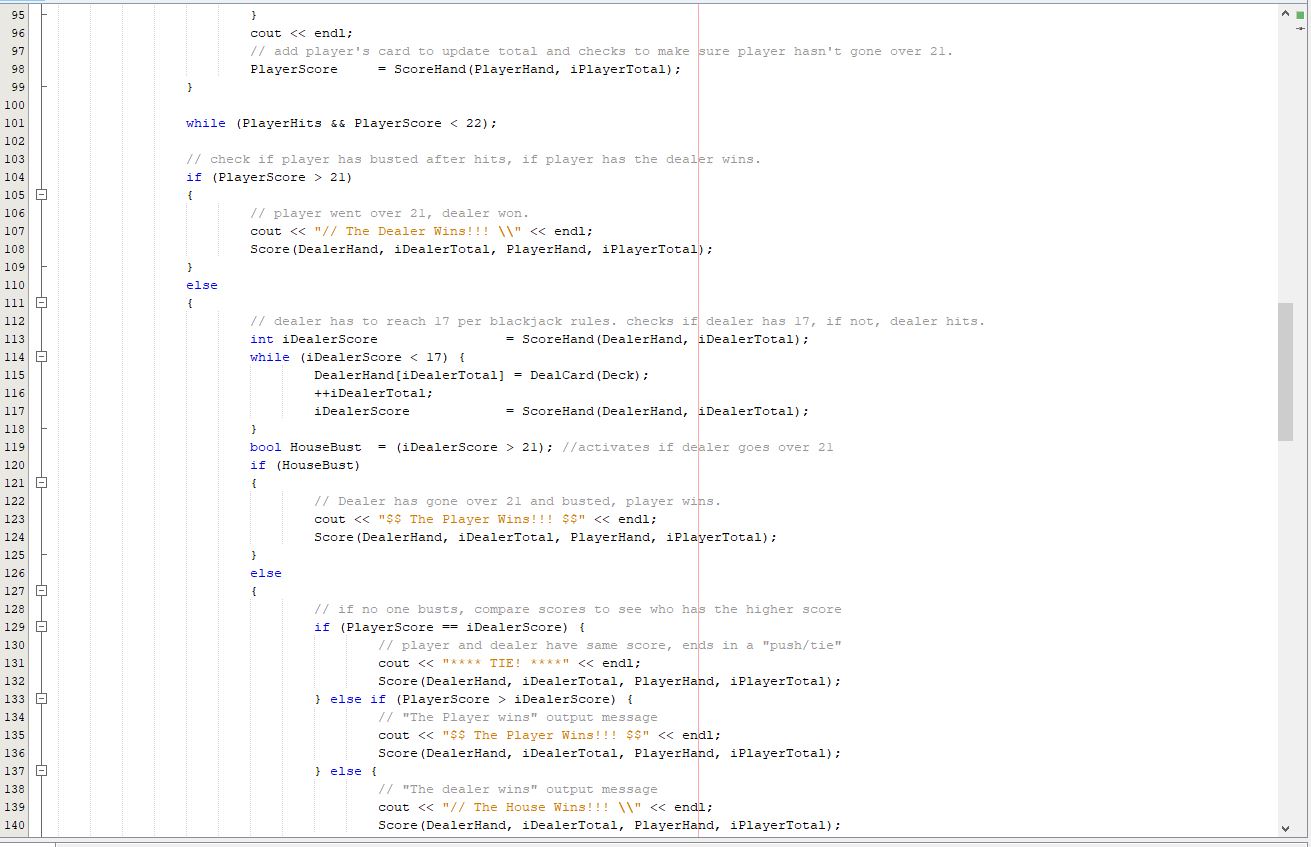 95 }
96 cout << endl;
97 // add player's card to update total and checks to make sure player hasn't gone over 21.
98 PlayerScore     = ScoreHand(PlayerHand, iPlayerTotal);
99 }
100
101 while (PlayerHits && PlayerScore < 22);
102
103 // check if player has busted after hits, if player has the dealer wins.
104 if (PlayerScore > 21)
105 {
106 // player went over 21, dealer won.
107 cout << "// The Dealer Wins!!! \\" << endl;
108 Score(DealerHand, iDealerTotal, PlayerHand, iPlayerTotal);
109 }
110 else
111 {
112 // dealer has to reach 17 per blackjack rules. checks if dealer has 17, if not, dealer hits.
113 int iDealerScore                = ScoreHand(DealerHand, iDealerTotal);
114 while (iDealerScore < 17) {
115 DealerHand[iDealerTotal] = DealCard(Deck);
116 ++iDealerTotal;
117 iDealerScore            = ScoreHand(DealerHand, iDealerTotal);
118 }
119 bool HouseBust  = (iDealerScore > 21); //activates if dealer goes over 21
120 if (HouseBust)
121 {
122 // Dealer has gone over 21 and busted, player wins.
123 cout << "$$ The Player Wins!!! $$" << endl;
124 Score(DealerHand, iDealerTotal, PlayerHand, iPlayerTotal);
125 }
126 else
127 {
128 // if no one busts, compare scores to see who has the higher score
129 if (PlayerScore == iDealerScore) {
130 // player and dealer have same score, ends in a "push/tie"
131 cout << "**** TIE! ****" << endl;
132 Score(DealerHand, iDealerTotal, PlayerHand, iPlayerTotal);
133 } else if (PlayerScore > iDealerScore) {
134 // "The Player wins" output message
135 cout << "$$ The Player Wins!!! $$" << endl;
136 Score(DealerHand, iDealerTotal, PlayerHand, iPlayerTotal);
137 } else {
138 // "The dealer wins" output message
139 cout << "// The House Wins!!! \\" << endl;
140 Score(DealerHand, iDealerTotal, PlayerHand, iPlayerTotal);